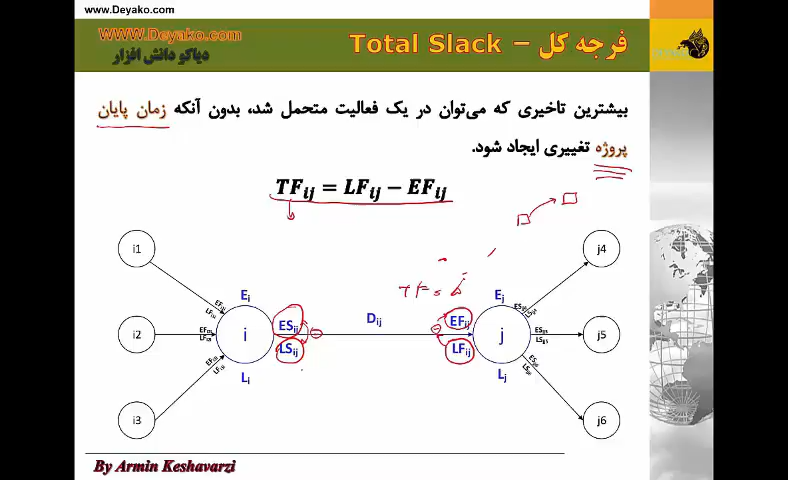 www.Deyako.com
WWW.Deyako.com
دیاکو دانش افزار
فرجه کل – Total Slack
بیشترین تاخیری که می‌توان در یک فعالیت متحمل شد، بدون آنکه زمان پایان
پروژه تغییری ایجاد شود.
TFij = LFij − EFij
i1
j4
Ei
Ej
TF =
i2
i
ESij
LSij
Dij
EFij
LFij
j
j5
Li
Lj
i3
j6
By Armin Keshavarzi